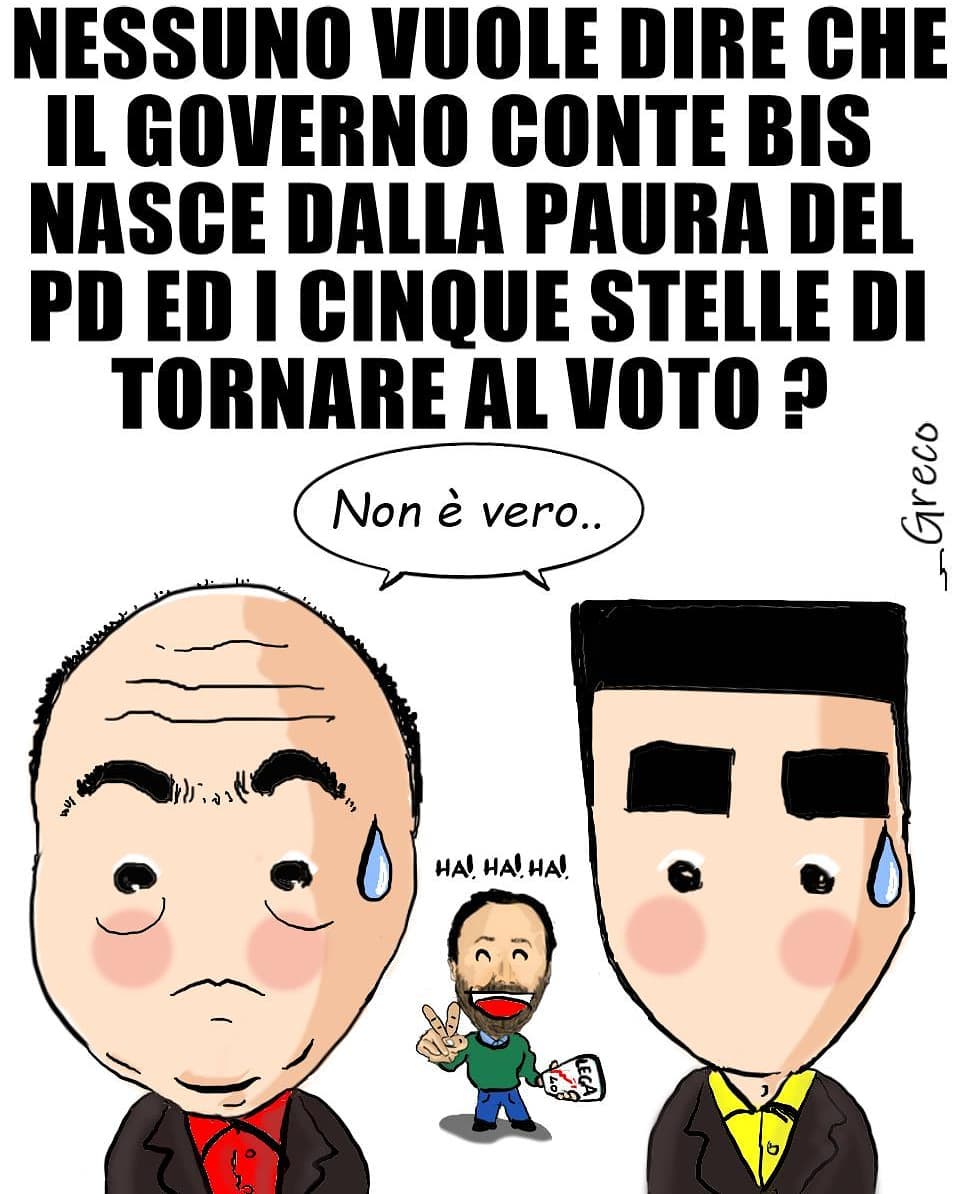 NESSUNO VUOLE DIRE CHE
IL GOVERNO CONTE BIS
NASCE DALLA PAURA DEL
PD ED I CINQUE STELLE DI
TORNARE AL VOTO ?
Greco
Non è vero..
HA! HA! HA!
LEGA
40